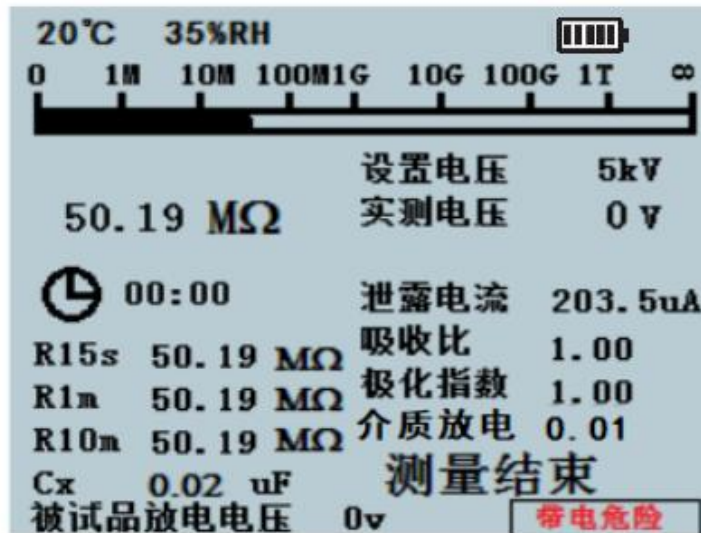 20℃ 35%RH
0 1M 10M 100M1G 10G 100G 1T ∞
设置电压 5kV
50.19 MΩ 实测电压 0 V
00:00 泄露电流 203.5uA
R15s 50.19 MΩ 吸收比 1.00
R1m 50.19 MΩ 极化指数 1.00
R10m 50.19 MΩ 介质放电 0.01
Cx 0.02 uF 测量结束
被试品放电电压 0v 带电危险